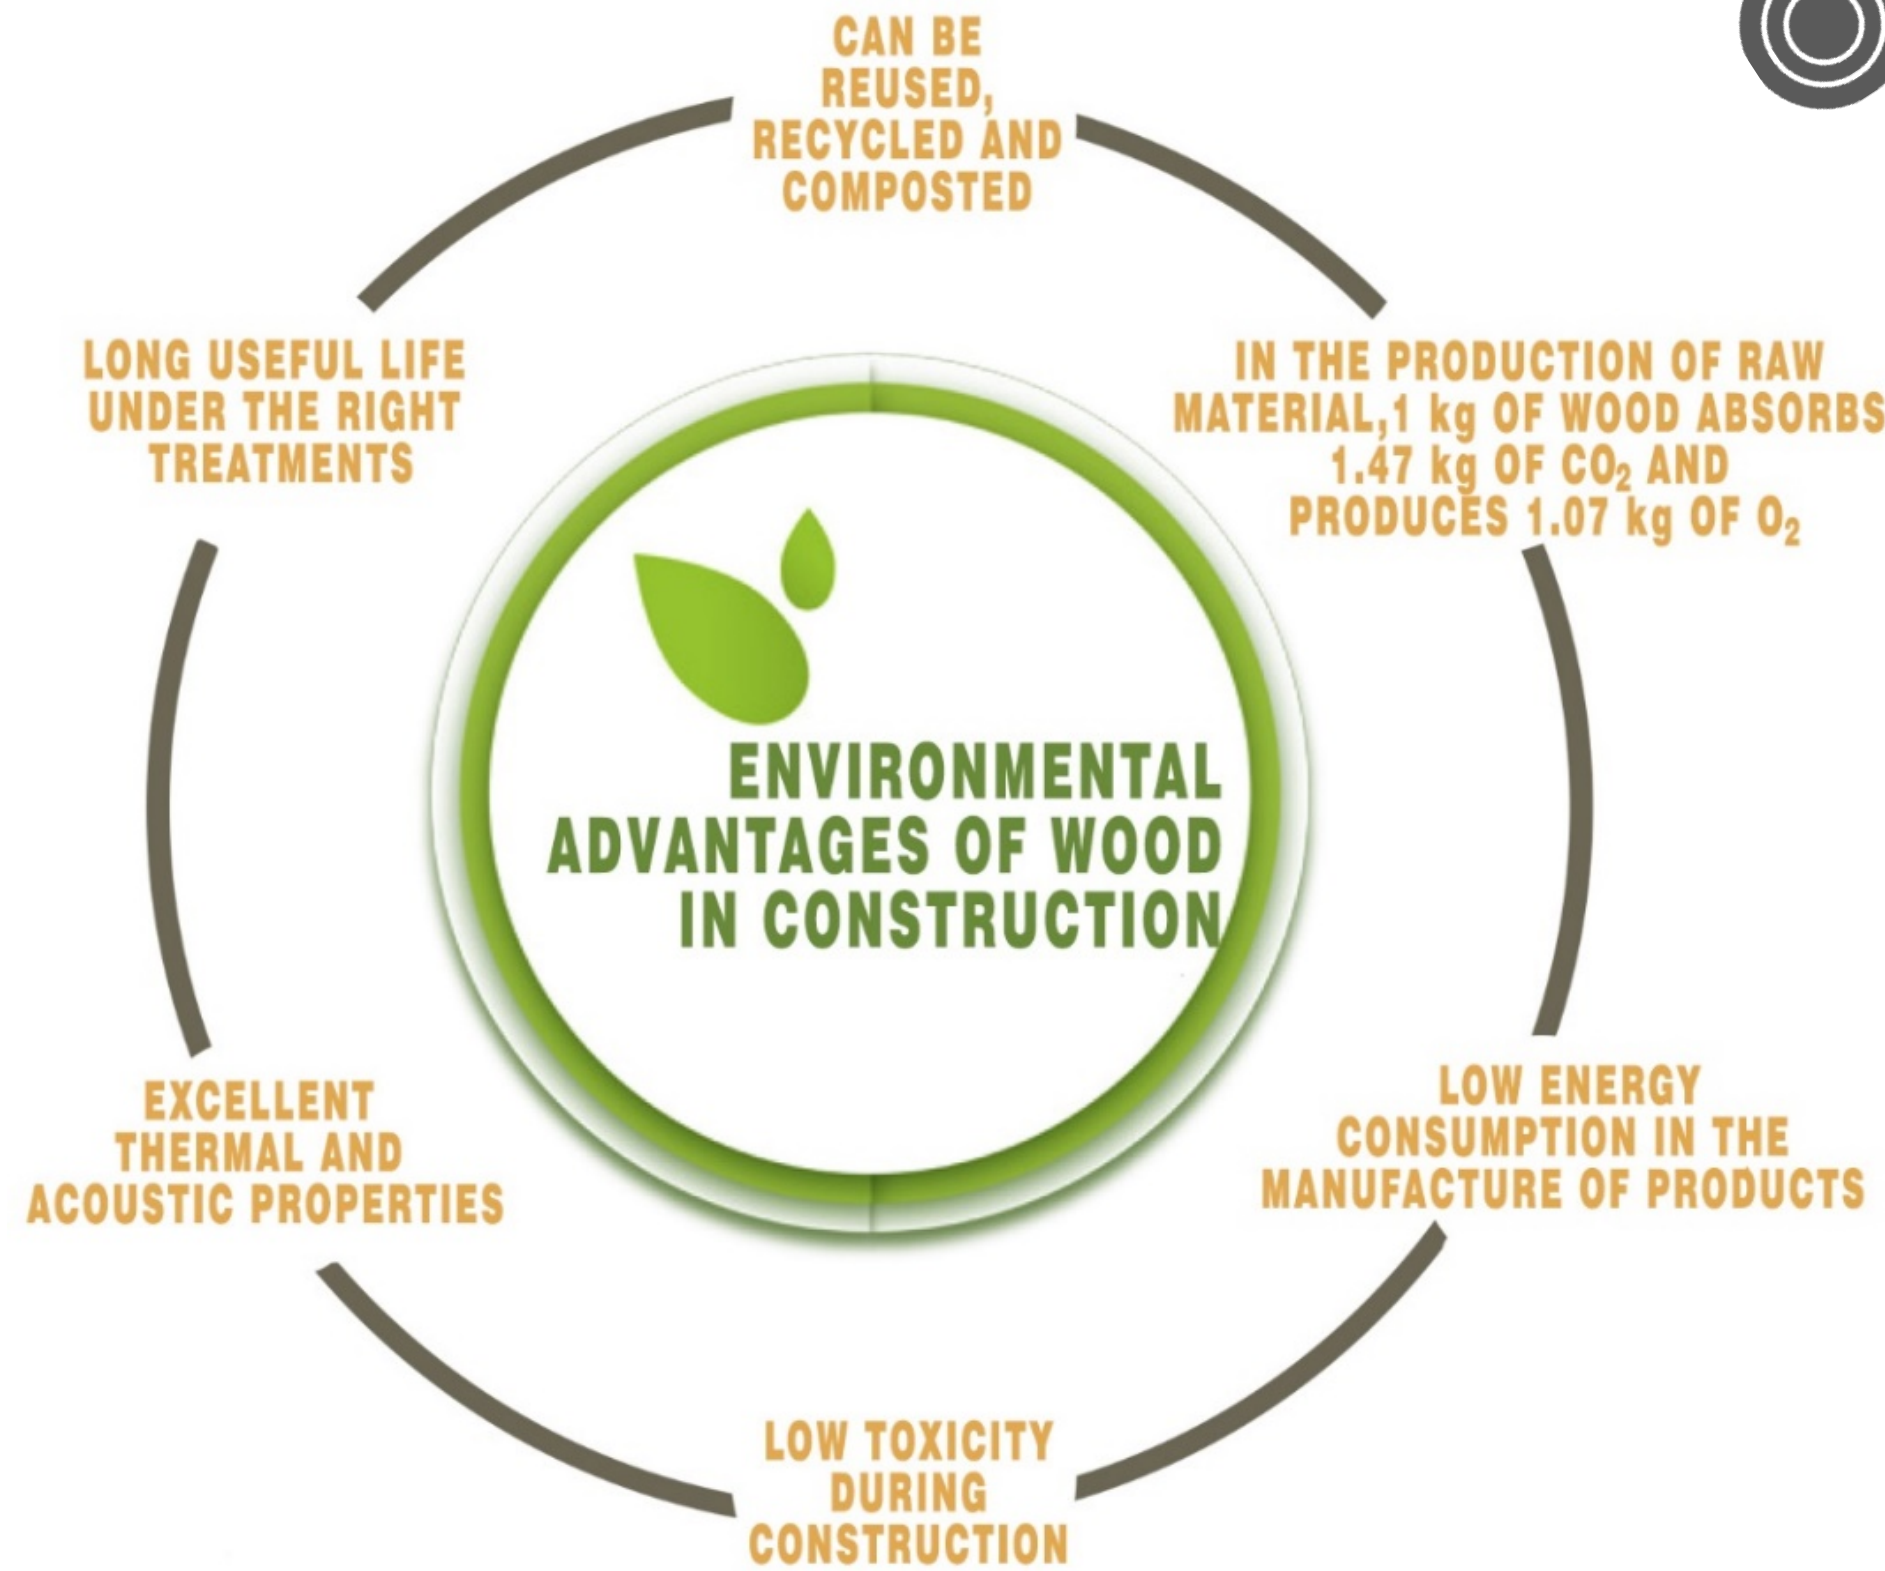 CAN BE
REUSED,
RECYCLED AND
COMPOSTED
LONG USEFUL LIFE
UNDER THE RIGHT
TREATMENTS
IN THE PRODUCTION OF RAW
MATERIAL,1 kg OF WOOD ABSORBS
1.47 kg OF CO₂ AND
PRODUCES 1.07 kg OF O₂
ENVIRONMENTAL
ADVANTAGES OF WOOD
IN CONSTRUCTION
EXCELLENT
THERMAL AND
ACOUSTIC PROPERTIES
LOW ENERGY
CONSUMPTION IN THE
MANUFACTURE OF PRODUCTS
LOW TOXICITY
DURING
CONSTRUCTION